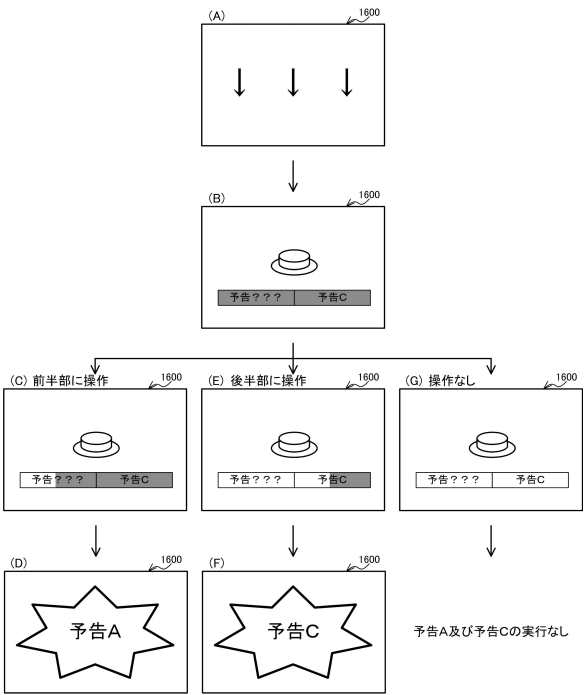 (A)
1600
(B)
1600
予告???
予告C
(C) 前半部に操作
1600
(E) 後半部に操作
1600
(G) 操作なし
1600
予告???
予告C
予告???
予告C
予告???
予告C
(D)
1600
(F)
1600
予告A
予告C
予告A及び予告Cの実行なし